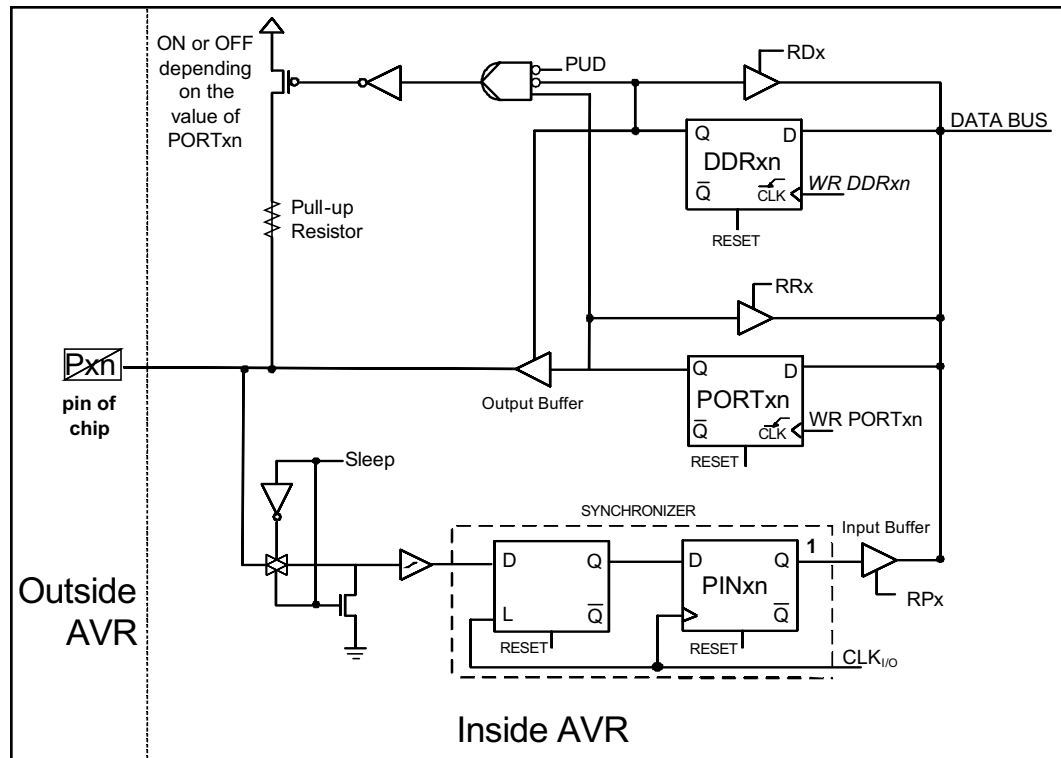 ON or OFF
depending
on the
value of
PORTxn
PUD
RDx
DATA BUS
Q D
DDRxn
Q̅ C̅L̅K̅
WR DDRxn
RESET
Pull-up
Resistor
RRx
Pxn
pin of
chip
Output Buffer
Q D
PORTxn
Q̅ C̅L̅K̅
WR PORTxn
RESET
Sleep
SYNCHRONIZER
Input Buffer
D Q
L Q̅
RESET
D Q
PINxn
Q̅
RESET
1
RPx
CLKI/O
Outside
AVR
Inside AVR